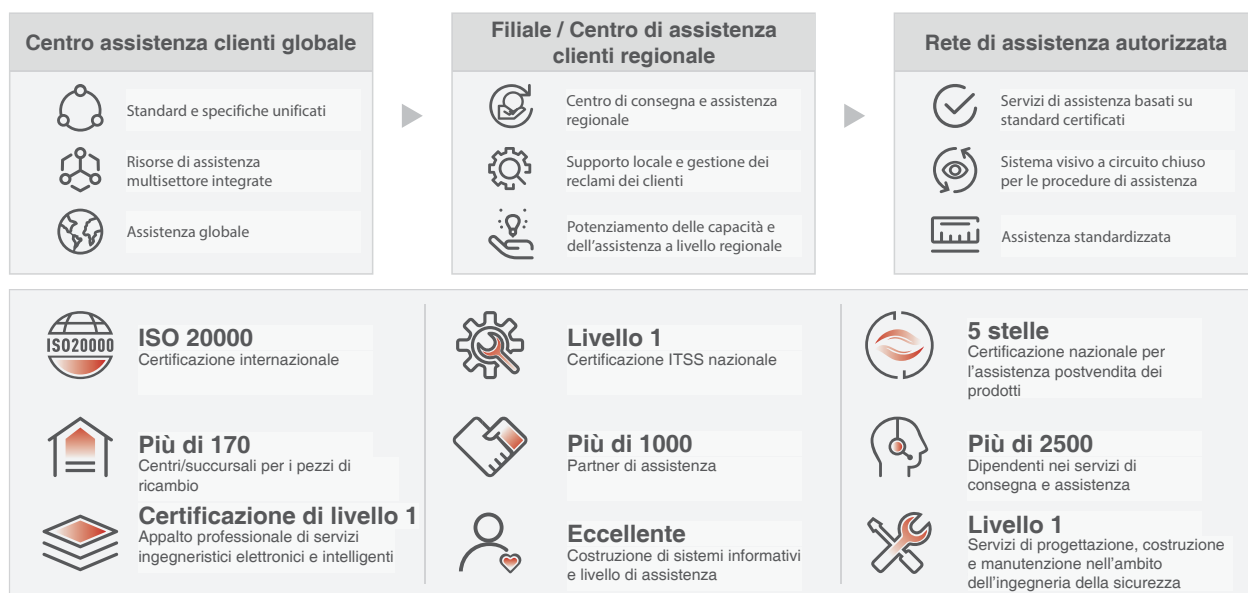 Centro assistenza clienti globale
Standard e specifiche unificati
Risorse di assistenza
multisettore integrate
Assistenza globale
Filiale / Centro di assistenza
clienti regionale
Centro di consegna e assistenza
regionale
Supporto locale e gestione dei
reclami dei clienti
Potenziamento delle capacità e
dell'assistenza a livello regionale
Rete di assistenza autorizzata
Servizi di assistenza basati su
standard certificati
Sistema visivo a circuito chiuso
per le procedure di assistenza
Assistenza standardizzata
ISO20000
ISO 20000
Certificazione internazionale
Livello 1
Certificazione ITSS nazionale
5 stelle
Certificazione nazionale per
l'assistenza postvendita dei
prodotti
Più di 170
Centri/succursali per i pezzi di
ricambio
Più di 1000
Partner di assistenza
Più di 2500
Dipendenti nei servizi di
consegna e assistenza
Certificazione di livello 1
Appalto professionale di servizi
ingegneristici elettronici e intelligenti
Eccellente
Costruzione di sistemi informativi
e livello di assistenza
Livello 1
Servizi di progettazione, costruzione
e manutenzione nell'ambito
dell'ingegneria della sicurezza